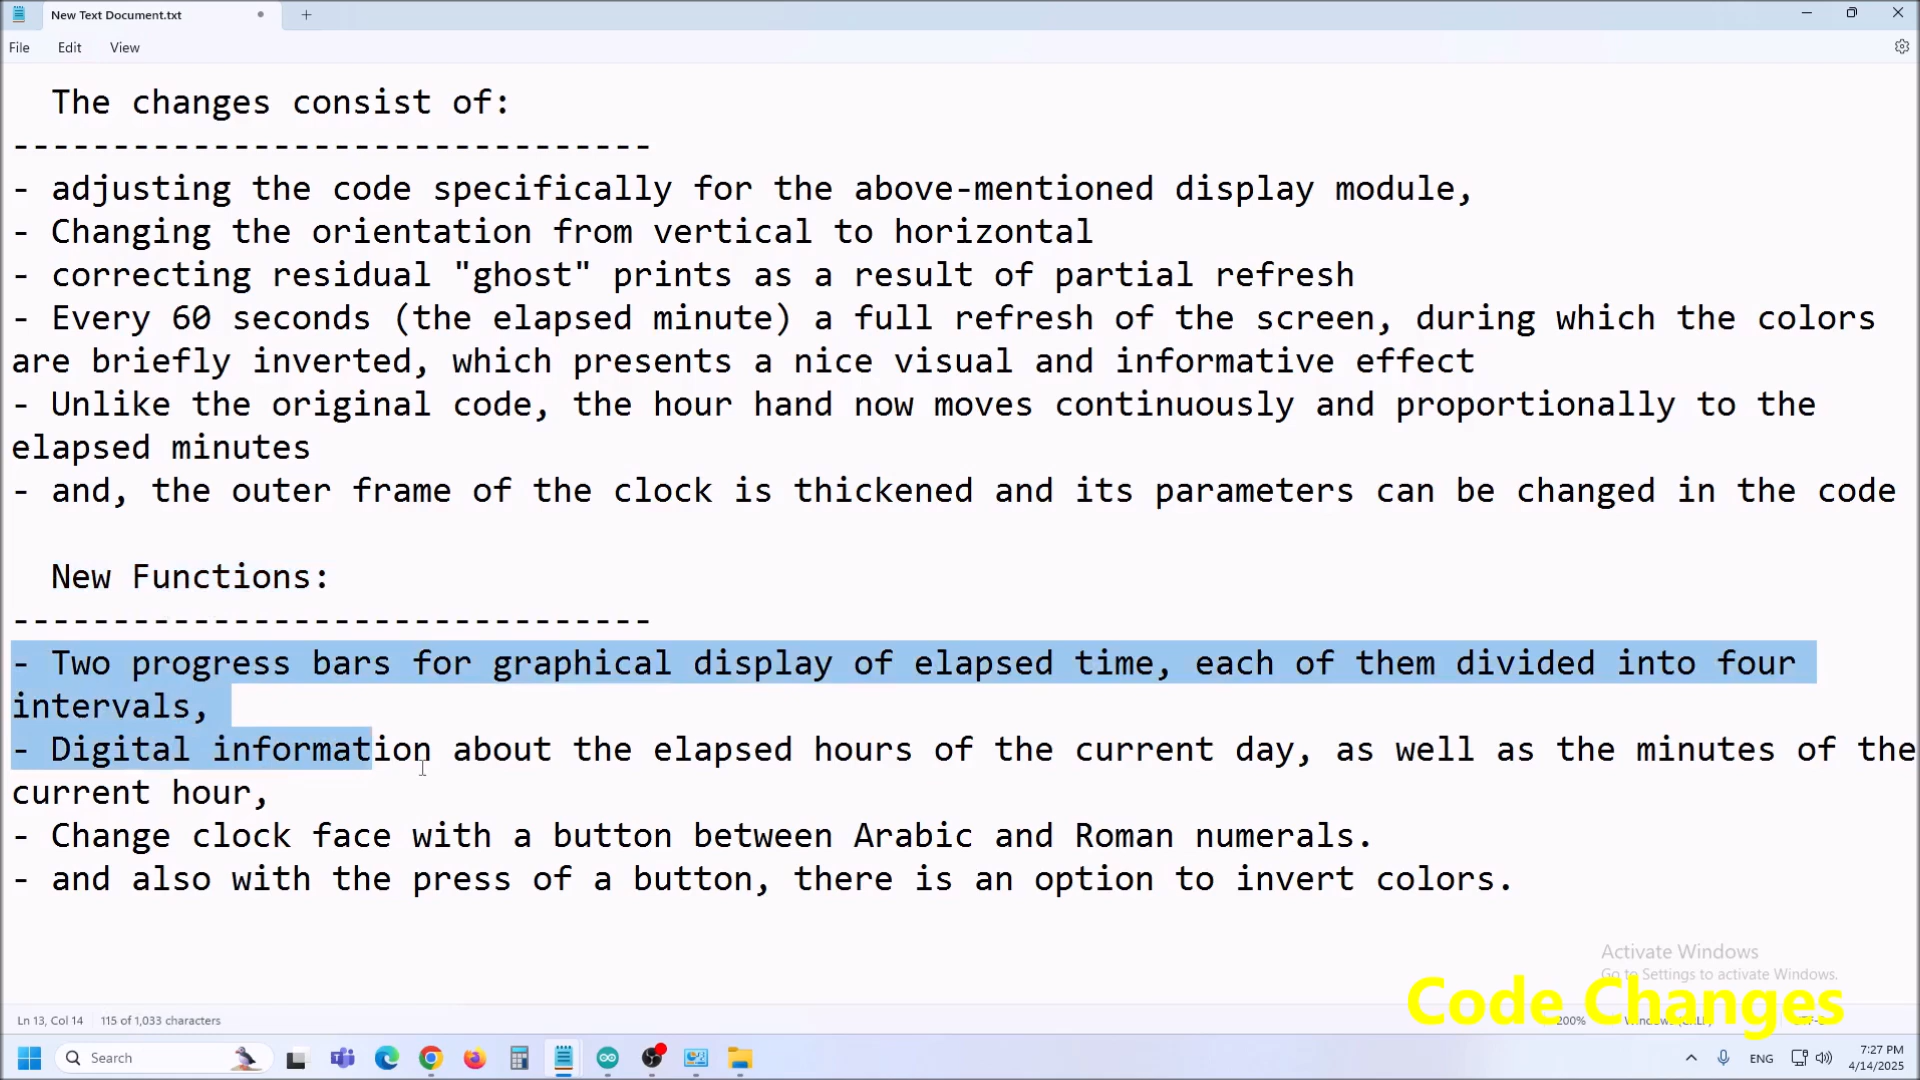 New Text Document.txt
File Edit View
The changes consist of:
--------------------------------
- adjusting the code specifically for the above-mentioned display module,
- Changing the orientation from vertical to horizontal
- correcting residual "ghost" prints as a result of partial refresh
- Every 60 seconds (the elapsed minute) a full refresh of the screen, during which the colors
are briefly inverted, which presents a nice visual and informative effect
- Unlike the original code, the hour hand now moves continuously and proportionally to the
elapsed minutes
- and, the outer frame of the clock is thickened and its parameters can be changed in the code
New Functions:
--------------------------------
- Two progress bars for graphical display of elapsed time, each of them divided into four
intervals,
- Digital information about the elapsed hours of the current day, as well as the minutes of the
current hour,
- Change clock face with a button between Arabic and Roman numerals.
- and also with the press of a button, there is an option to invert colors.
Activate Windows
Go to Settings to activate Windows.
Code Changes
Ln 13, Col 14 115 of 1,033 characters 200%
Search ENG 7:27 PM
4/14/2025